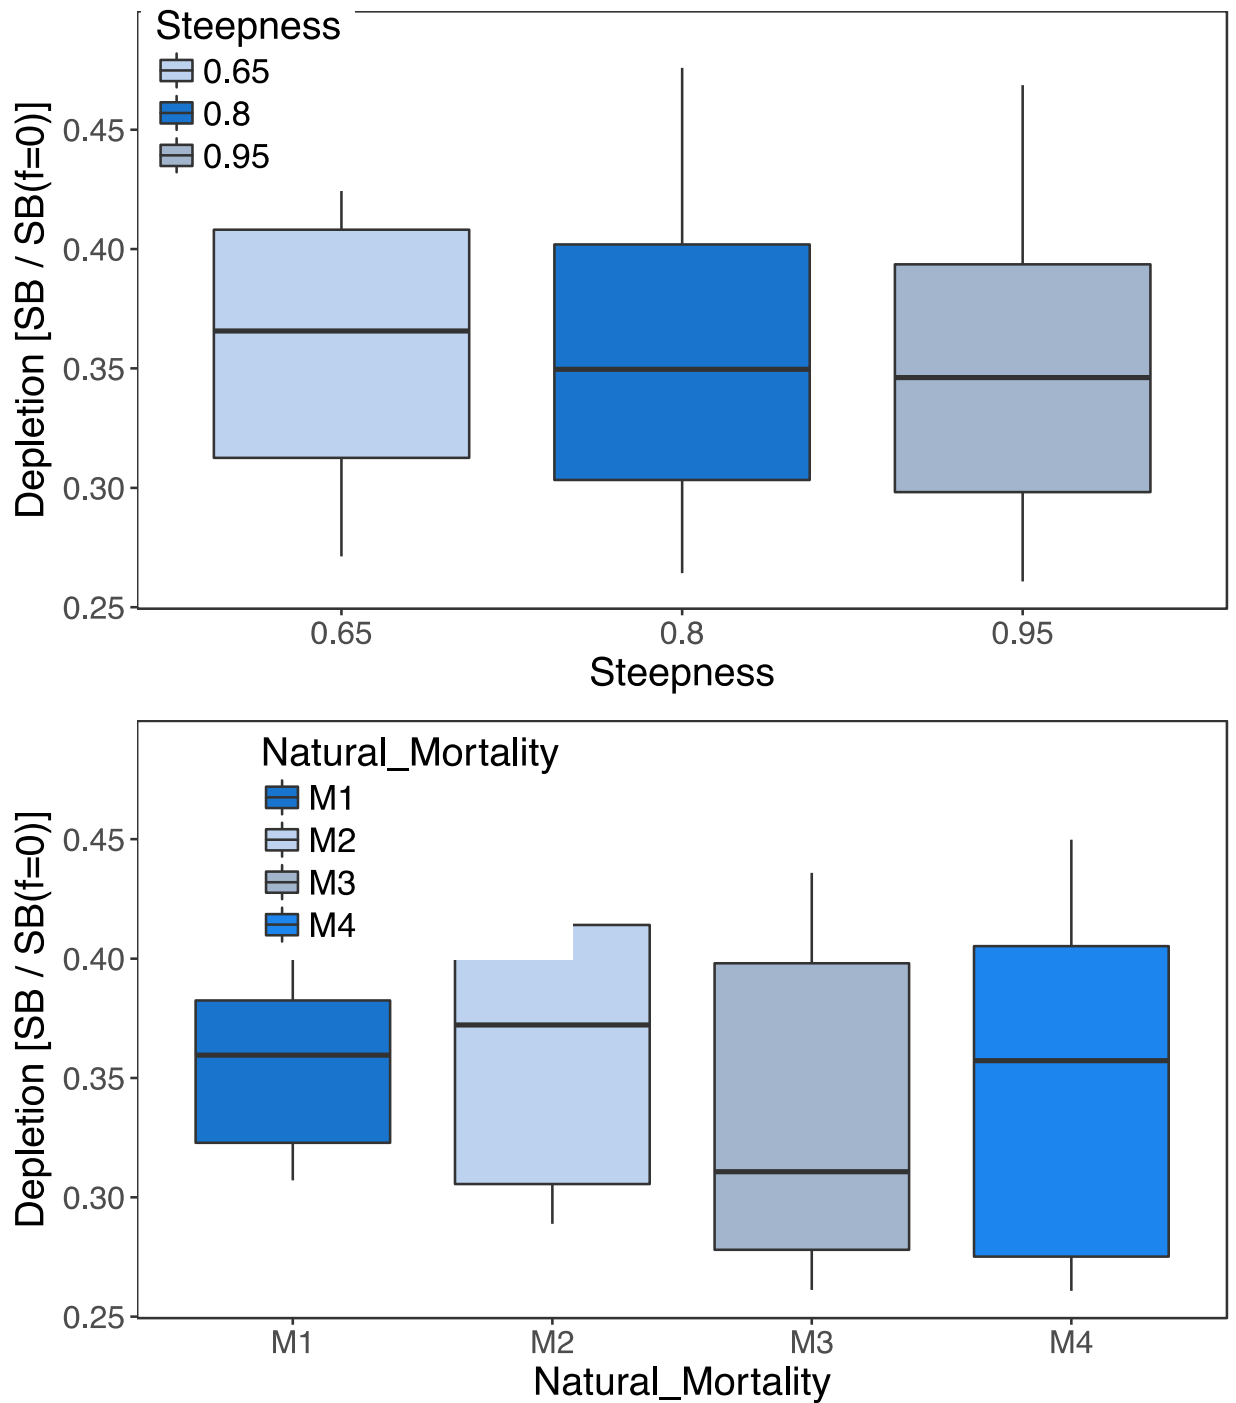 Steepness
0.65
0.8
0.95
Depletion [SB / SB(f=0)]
0.45
0.40
0.35
0.30
0.25
0.65 0.8 0.95
Steepness
Natural_Mortality
M1
M2
M3
M4
Depletion [SB / SB(f=0)]
0.45
0.40
0.35
0.30
0.25
M1 M2 M3 M4
Natural_Mortality